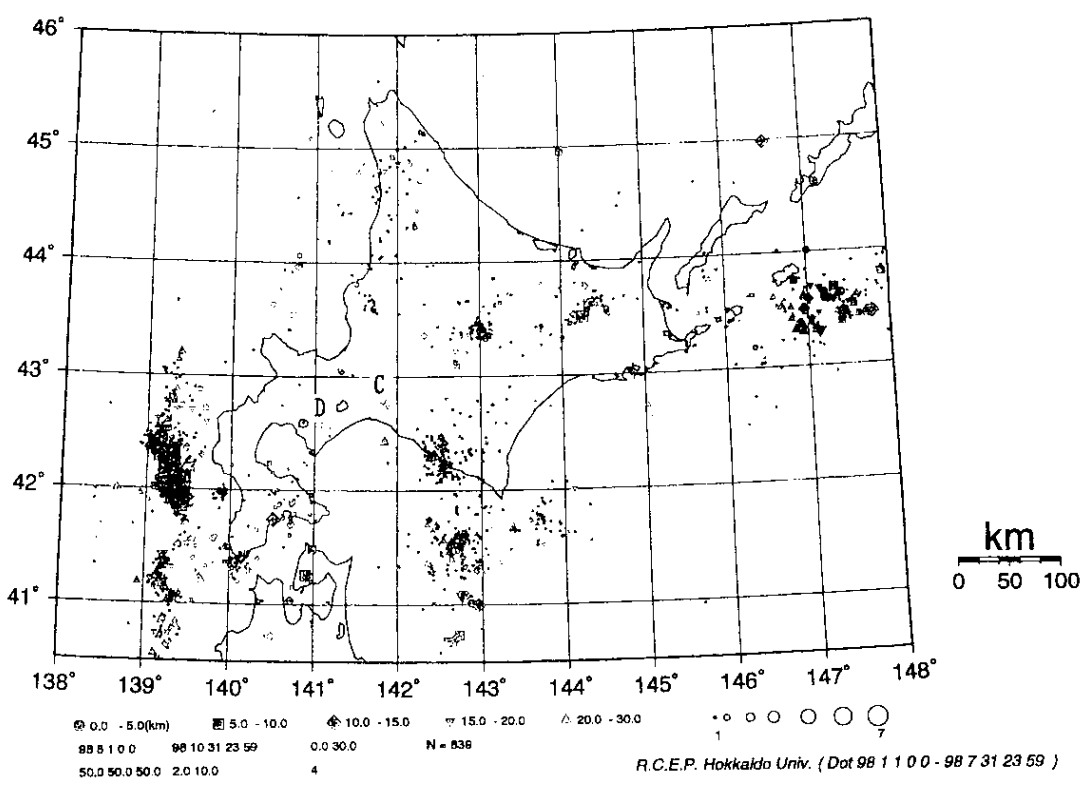 46°
N
45°
44°
43°
C
D
42°
41°
D
km
0 50 100
138° 139° 140° 141° 142° 143° 144° 145° 146° 147° 148°
0.0 - 5.0(km) 5.0 - 10.0 10.0 - 15.0 15.0 - 20.0 20.0 - 30.0
1 7
98 8 1 0 0 98 10 31 23 59 0.0 30.0 N = 839
50.0 50.0 50.0 2.0 10.0 4
R.C.E.P. Hokkaido Univ. ( Dot 98 1 1 0 0 - 98 7 31 23 59 )